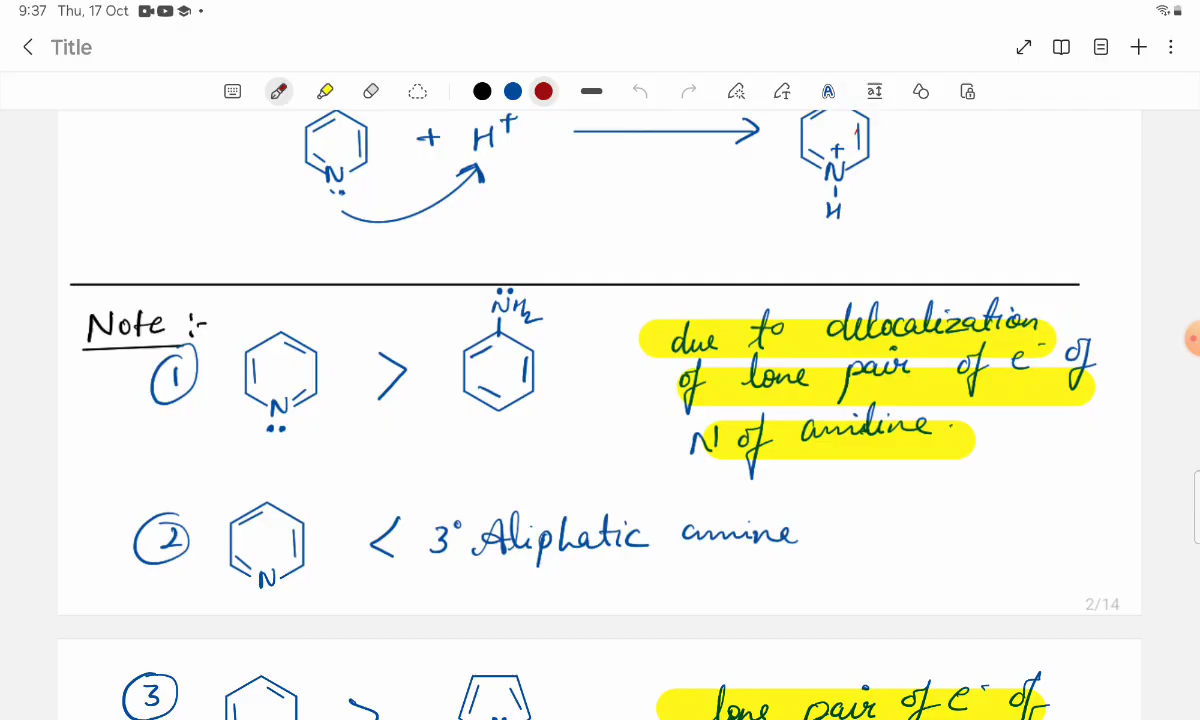 9:37 Thu, 17 Oct
Title
+ H+
N
+
N
H
Note :-
① N > NH2 due to delocalization
of lone pair of e- of
N of aniline.
② N < 3° Aliphatic amine
2/14
③ > lone pair of e- of